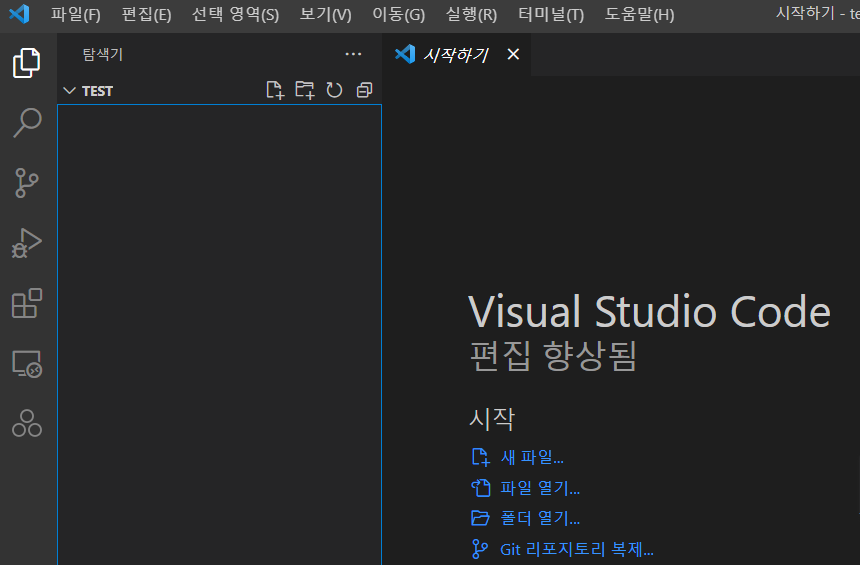 파일(F) 편집(E) 선택 영역(S) 보기(V) 이동(G) 실행(R) 터미널(T) 도움말(H) 시작하기 - te
탐색기 ...
시작하기
TEST
Visual Studio Code
편집 향상됨
시작
새 파일...
파일 열기...
폴더 열기...
Git 리포지토리 복제...